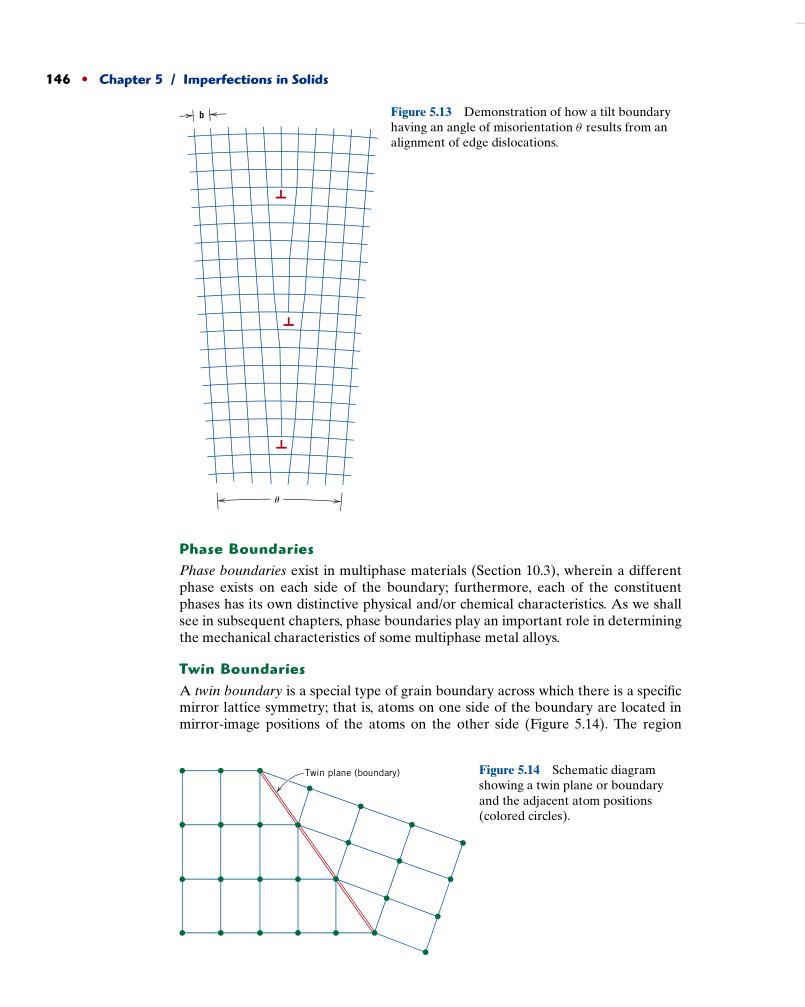 146 • Chapter 5 / Imperfections in Solids
b
Figure 5.13 Demonstration of how a tilt boundary
having an angle of misorientation θ results from an
alignment of edge dislocations.
θ
Phase Boundaries
Phase boundaries exist in multiphase materials (Section 10.3), wherein a different
phase exists on each side of the boundary; furthermore, each of the constituent
phases has its own distinctive physical and/or chemical characteristics. As we shall
see in subsequent chapters, phase boundaries play an important role in determining
the mechanical characteristics of some multiphase metal alloys.
Twin Boundaries
A twin boundary is a special type of grain boundary across which there is a specific
mirror lattice symmetry; that is, atoms on one side of the boundary are located in
mirror-image positions of the atoms on the other side (Figure 5.14). The region
Twin plane (boundary)
Figure 5.14 Schematic diagram
showing a twin plane or boundary
and the adjacent atom positions
(colored circles).